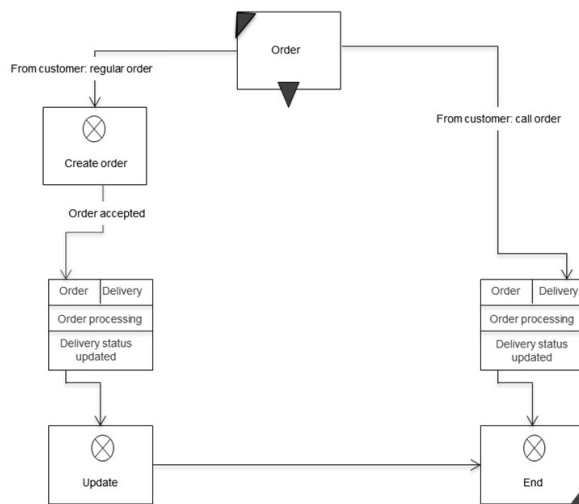 Order
From customer: regular order
From customer: call order
Create order
Order accepted
Order Delivery
Order processing
Delivery status
updated
Order Delivery
Order processing
Delivery status
updated
Update
End